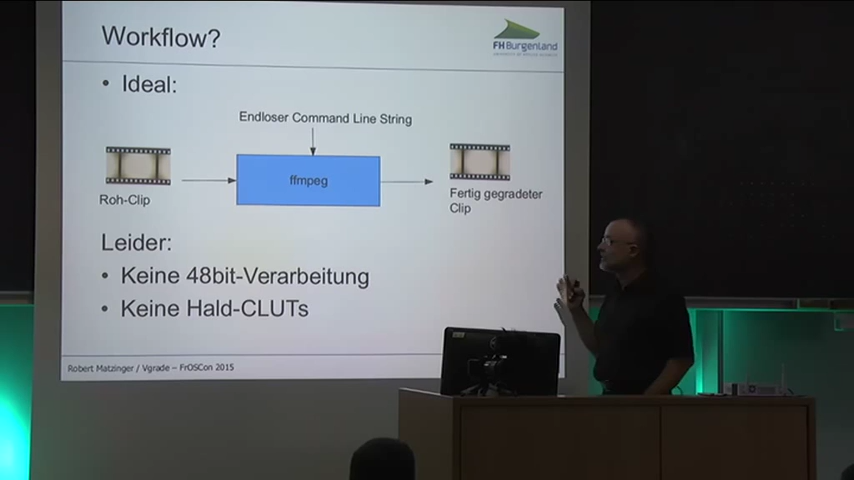 Workflow?
FH Burgenland
• Ideal:
Endloser Command Line String
ffmpeg
Roh-Clip
Fertig gegradeter
Clip
Leider:
• Keine 48bit-Verarbeitung
• Keine Hald-CLUTs
Robert Matzinger / Vgrade – FrOSCon 2015